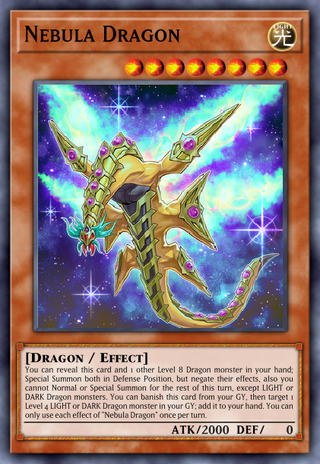 Nebula Dragon
LIGHT
光
[Dragon / Effect]
You can reveal this card and 1 other Level 8 Dragon monster in your hand;
Special Summon both in Defense Position, but negate their effects, also you
cannot Normal or Special Summon for the rest of this turn, except LIGHT or
DARK Dragon monsters. You can banish this card from your GY, then target 1
Level 4 LIGHT or DARK Dragon monster in your GY; add it to your hand. You can
only use each effect of "Nebula Dragon" once per turn.
ATK/2000 DEF/ 0